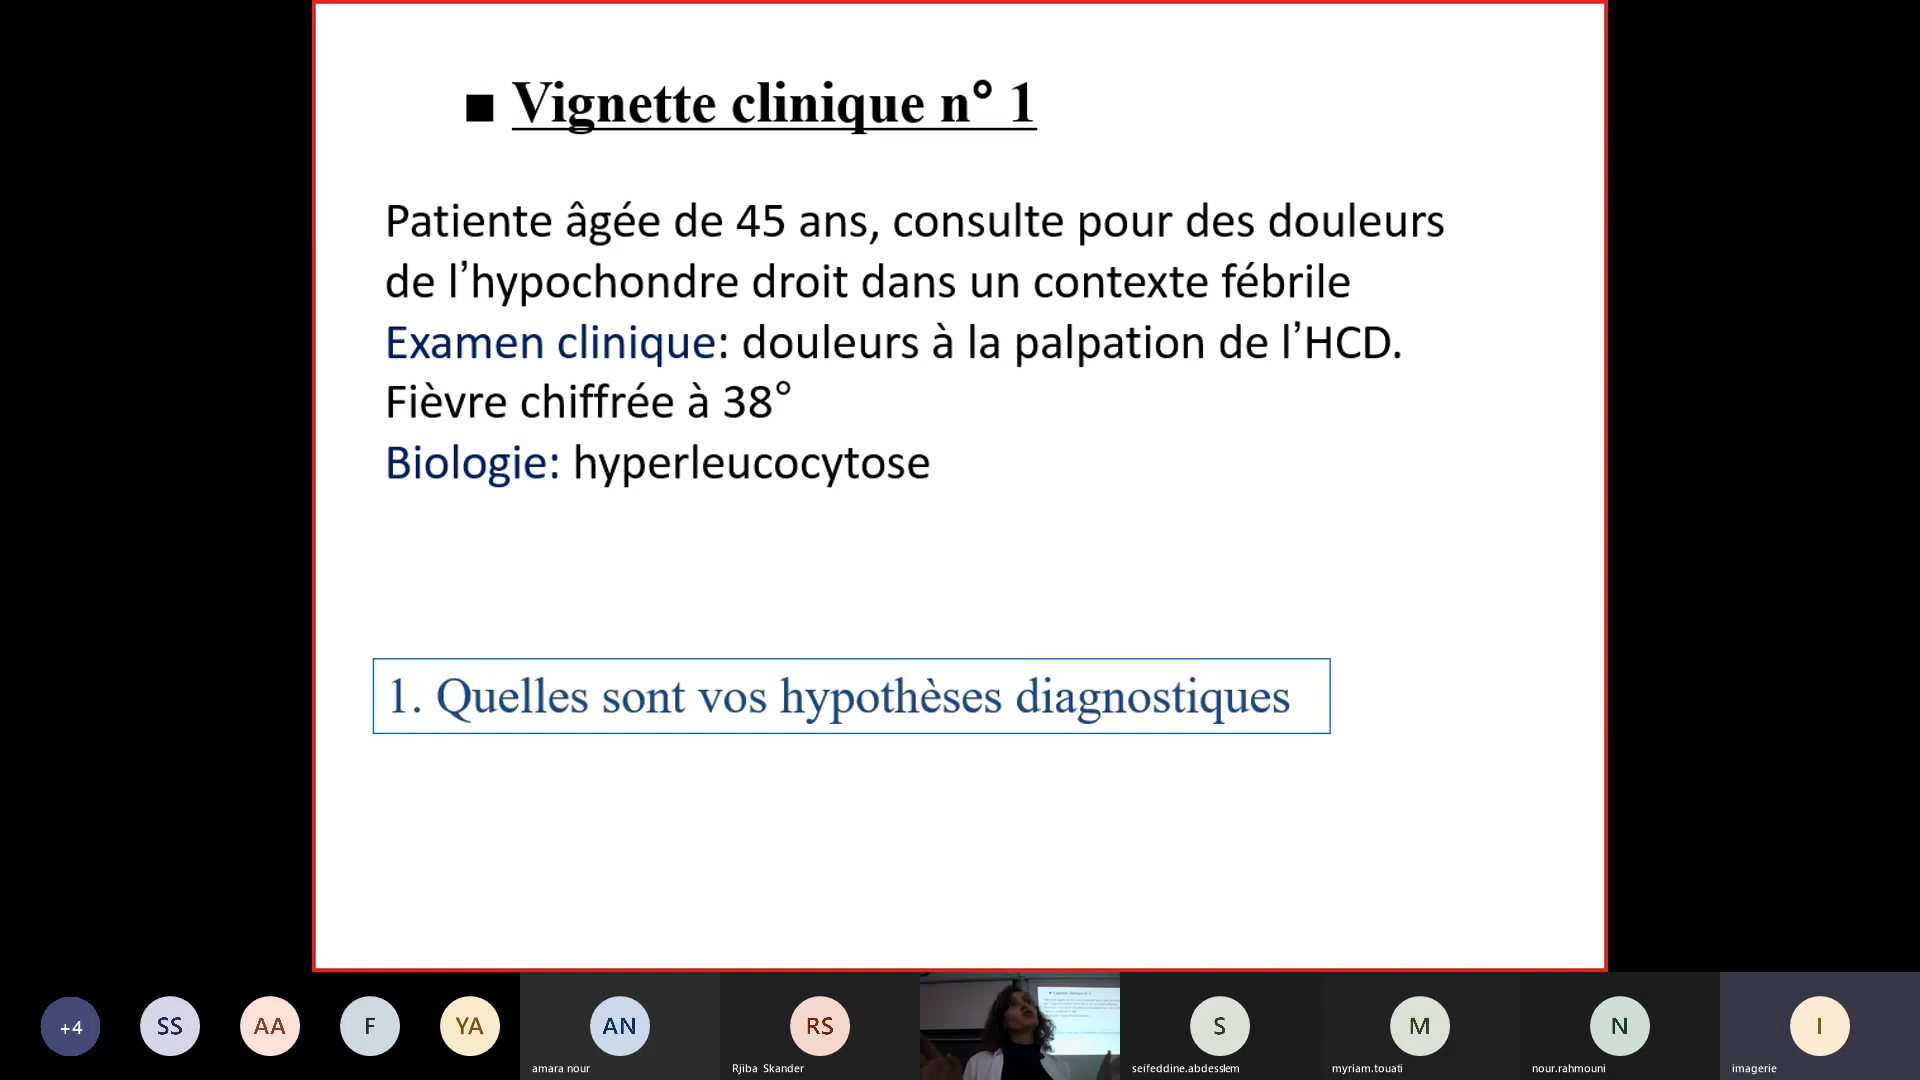 ■ Vignette clinique n° 1
Patiente âgée de 45 ans, consulte pour des douleurs
de l’hypochondre droit dans un contexte fébrile
Examen clinique: douleurs à la palpation de l’HCD.
Fièvre chiffrée à 38°
Biologie: hyperleucocytose
1. Quelles sont vos hypothèses diagnostiques
+4
SS
AA
F
YA
AN
amara nour
RS
Rjiba Skander
S
seifeddine.abdesslem
M
myriam.touati
N
nour.rahmouni
I
imagerie